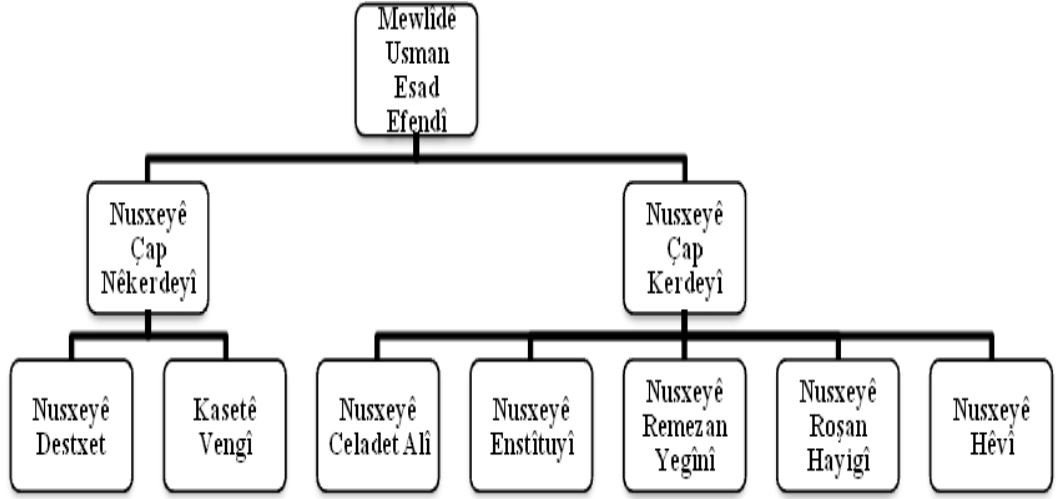 Mewlîdê
Usman
Esad
Efendî
Nusxeyê
Çap
Nêkerdeyî
Nusxeyê
Çap
Kerdeyî
Nusxeyê
Destxet
Kasetê
Vengî
Nusxeyê
Celadet Alî
Nusxeyê
Enstîtuyî
Nusxeyê
Remezan
Yegînî
Nusxeyê
Roşan
Hayigî
Nusxeyê
Hêvî